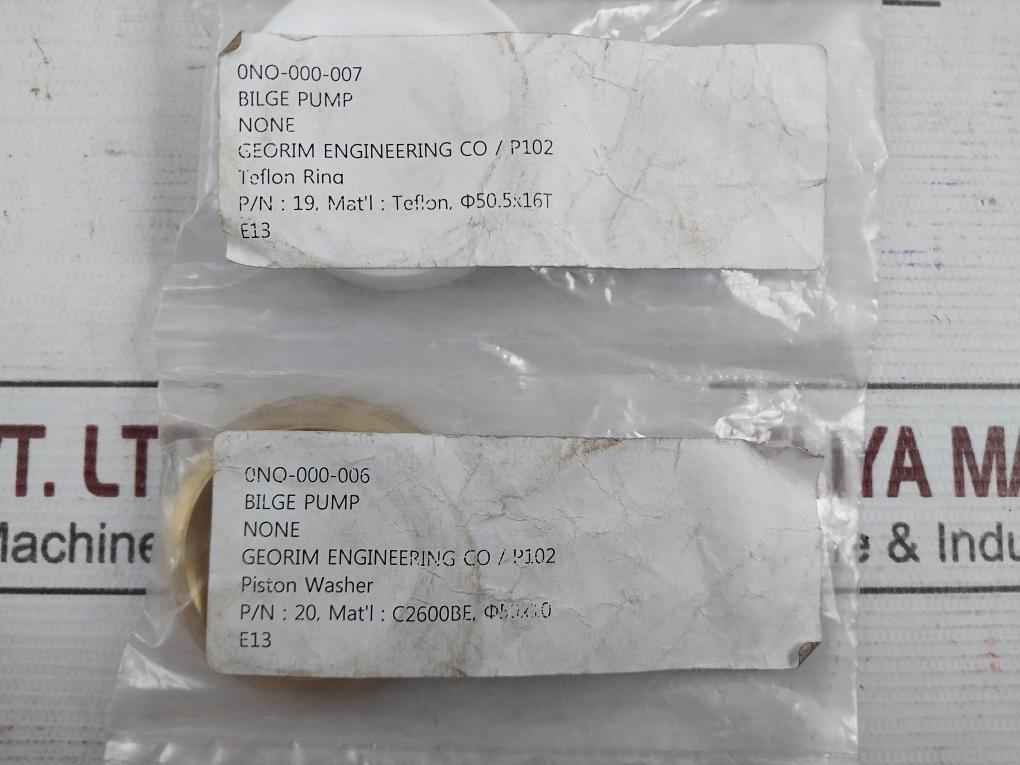 0NO-000-007
BILGE PUMP
NONE
GEORIM ENGINEERING CO / P102
Teflon Ring
P/N : 19, Mat'l : Teflon, Φ50.5x16T
E13
VT. LT
YA MA
Machine
e & Indu
0NO-000-006
BILGE PUMP
NONE
GEORIM ENGINEERING CO / P102
Piston Washer
P/N : 20, Mat'l : C2600BE,
E13